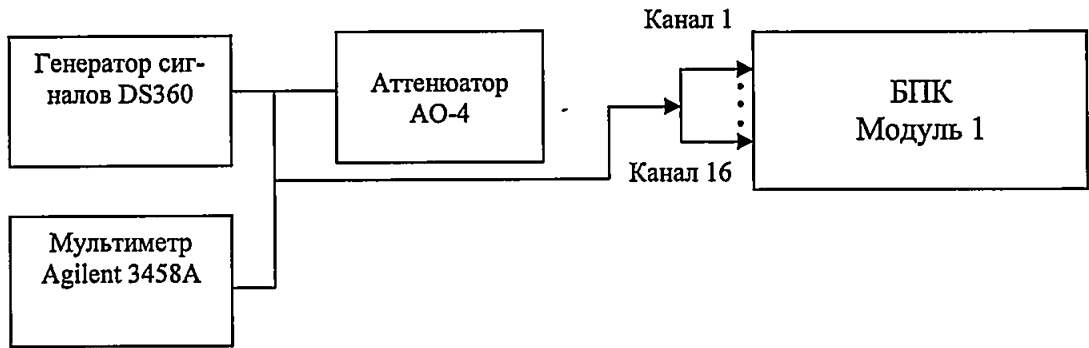 Канал 1
Генератор сиг-
налов DS360
Аттенюатор
АО-4
БПК
Модуль 1
Канал 16
Мультиметр
Agilent 3458A